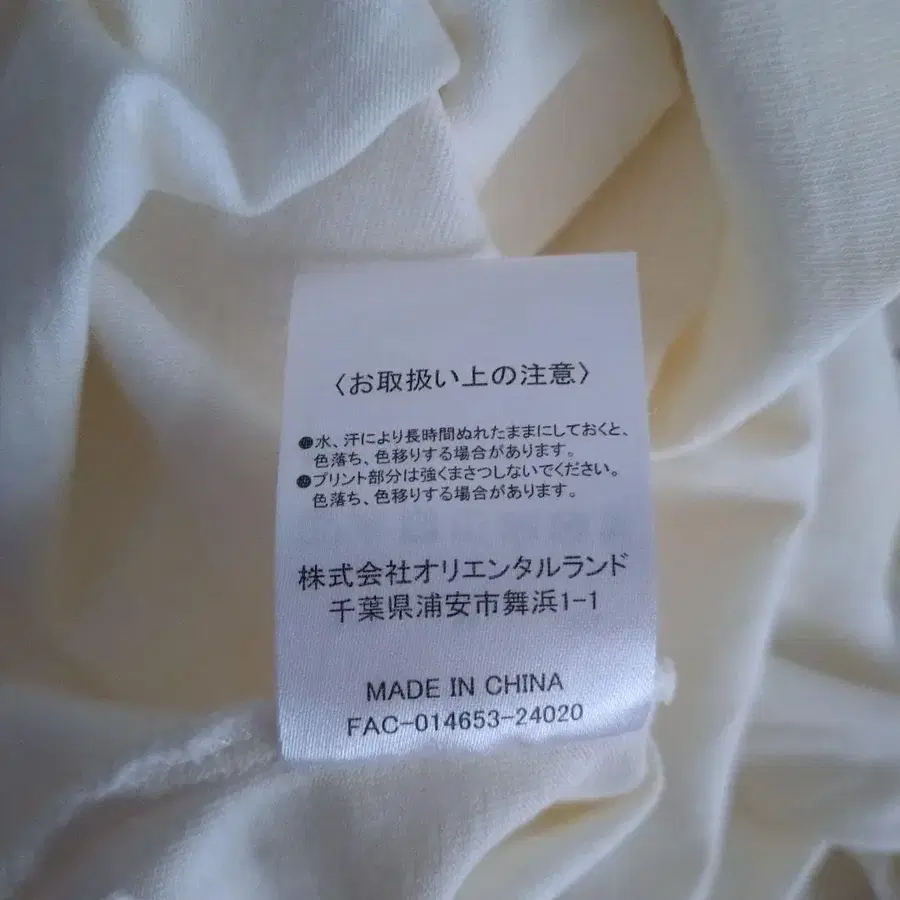 〈お取扱い上の注意〉
●水、汗により長時間ぬれたままにしておくと、
色落ち、色移りする場合があります。
●プリント部分は強くまさつしないでください。
色落ち、色移りする場合があります。
株式会社オリエンタルランド
千葉県浦安市舞浜1-1
MADE IN CHINA
FAC-014653-24020